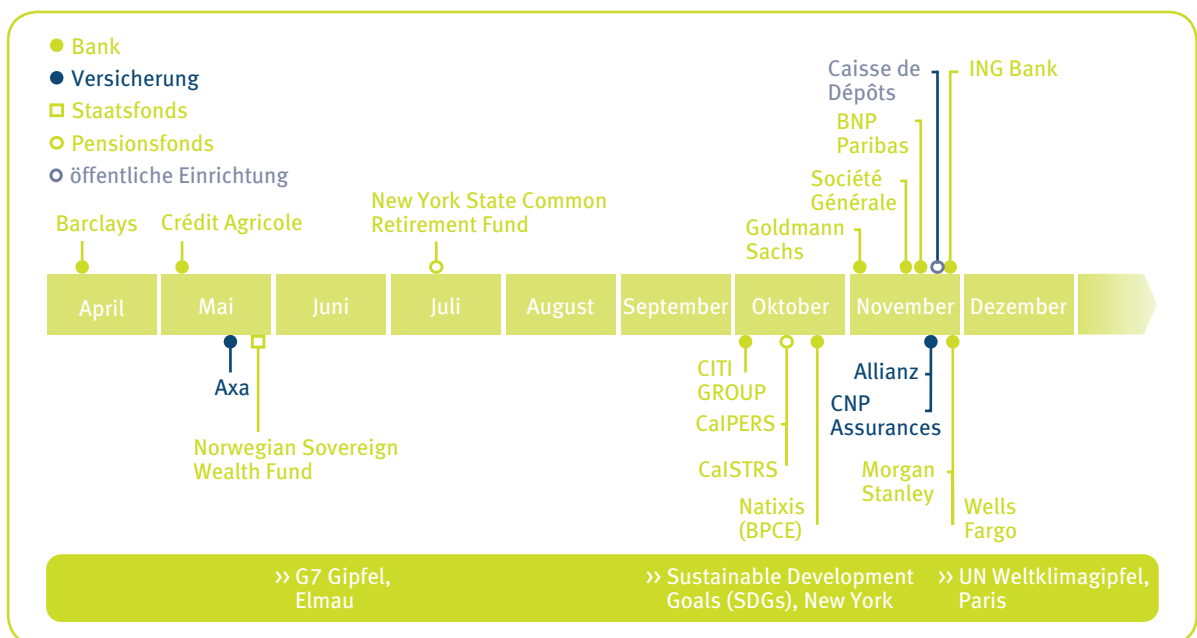 Bank
Versicherung
Staatsfonds
Pensionsfonds
öffentliche Einrichtung
Barclays
Crédit Agricole
New York State Common
Retirement Fund
Goldmann
Sachs
Société
Générale
BNP
Paribas
Caisse de
Dépôts
ING Bank
April
Mai
Juni
Juli
August
September
Oktober
November
Dezember
Axa
Norwegian Sovereign
Wealth Fund
CITI
GROUP
CalPERS
CalSTRS
Natixis
(BPCE)
Allianz
CNP
Assurances
Morgan
Stanley
Wells
Fargo
›› G7 Gipfel,
Elmau
›› Sustainable Development
Goals (SDGs), New York
›› UN Weltklimagipfel,
Paris